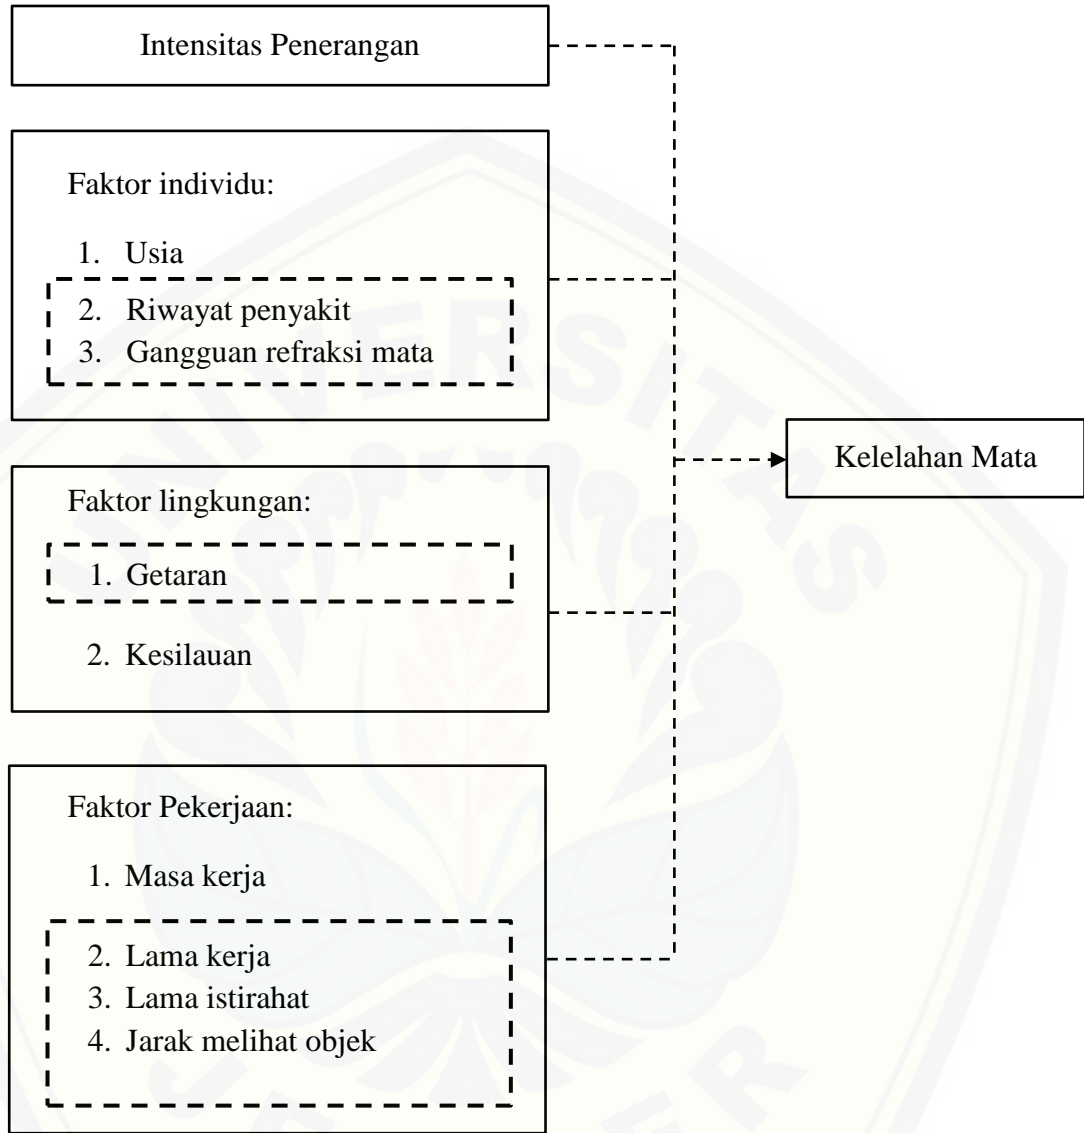 Intensitas Penerangan
Faktor individu:
1. Usia
2. Riwayat penyakit
3. Gangguan refraksi mata
Kelelahan Mata
Faktor lingkungan:
1. Getaran
2. Kesilauan
Faktor Pekerjaan:
1. Masa kerja
2. Lama kerja
3. Lama istirahat
4. Jarak melihat objek
UNIVERSITAS